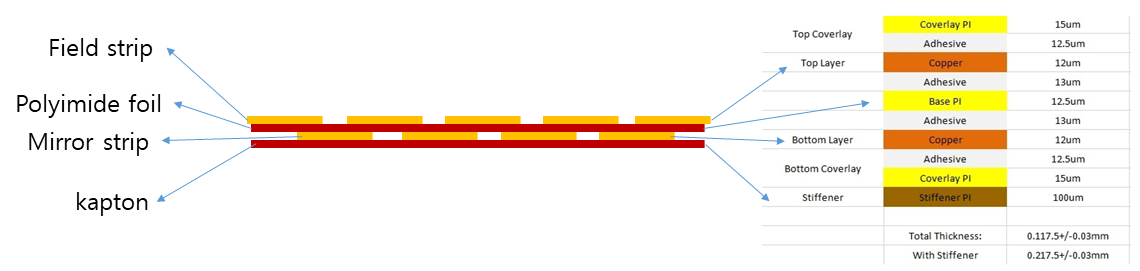 Field strip
Polyimide foil
Mirror strip
kapton
Coverlay PI 15um
Top Coverlay
Adhesive 12.5um
Top Layer Copper 12um
Adhesive 13um
Base PI 12.5um
Adhesive 13um
Bottom Layer Copper 12um
Adhesive 12.5um
Bottom Coverlay
Coverlay PI 15um
Stiffener Stiffener PI 100um
Total Thickness: 0.117.5+/-0.03mm
With Stiffener 0.217.5+/-0.03mm